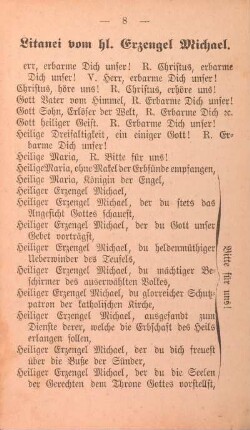 — 8 —
Litanei vom hl. Erzengel Michael.
err, erbarme Dich unser! R. Christus, erbarme
Dich unser! V. Herr, erbarme Dich unser!
Christus, höre uns! R. Christus, erhöre uns!
Gott Vater vom Himmel, R. Erbarme Dich unser!
Gott Sohn, Erlöser der Welt, R. Erbarme Dich ꝛc.
Gott heiliger Geist. R. Erbarme Dich unser!
Heilige Dreifaltigkeit, ein einiger Gott! R. Er-
barme Dich unser!
Heilige Maria, R. Bitte für uns!
Heilige Maria, ohne Makel der Erbsünde empfangen,
Heilige Maria, Königin der Engel,
Heiliger Erzengel Michael,
Heiliger Erzengel Michael, der du stets das
Angesicht Gottes schauest,
Heiliger Erzengel Michael, der du Gott unser
Gebet vorträgst,
Heiliger Erzengel Michael, du heldenmüthiger
Ueberwinder des Teufels,
Heiliger Erzengel Michael, du mächtiger Be-
schirmer des auserwählten Volkes,
Heiliger Erzengel Michael, du glorreicher Schutz-
patron der katholischen Kirche,
Heiliger Erzengel Michael, ausgesandt zum
Dienste derer, welche die Erbschaft des Heils
erlangen sollen,
Heiliger Erzengel Michael, der du dich freuest
über die Buße der Sünder,
Heiliger Erzengel Michael, der du die Seelen
der Gerechten dem Throne Gottes vorstellst,
Bitte für uns!